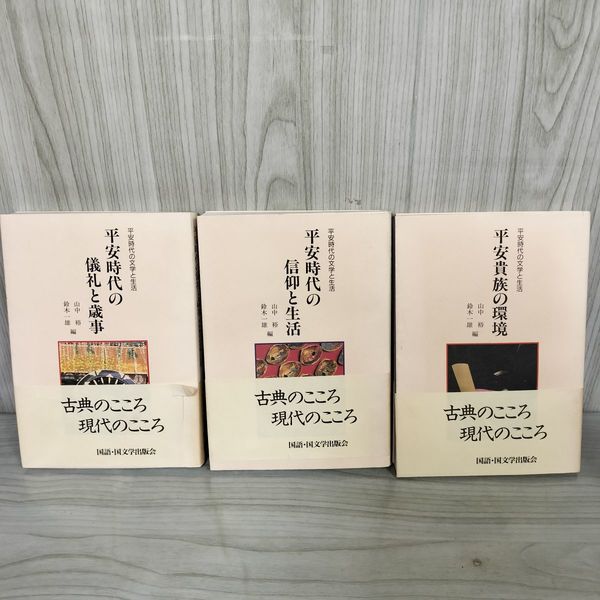 平安時代の文学と生活
平安時代の
儀礼と歳事
山中 裕
鈴木一雄 編
古典のこころ
現代のこころ
国語・国文学出版会
平安時代の文学と生活
平安時代の
信仰と生活
山中 裕
鈴木一雄 編
古典のこころ
現代のこころ
国語・国文学出版会
平安時代の文学と生活
平安貴族の環境
山中 裕
鈴木一雄 編
古典のこころ
現代のこころ
国語・国文学出版会